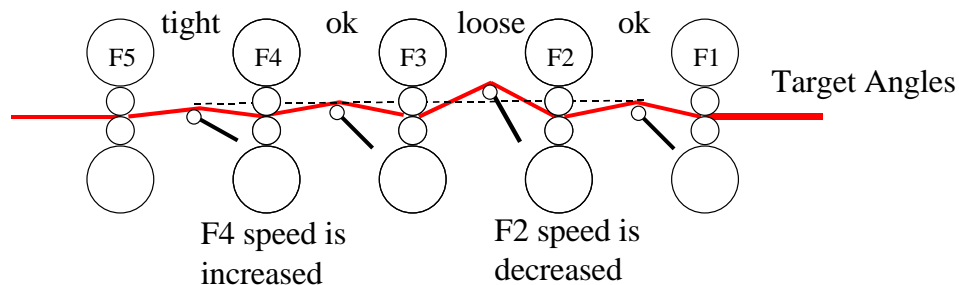 tight ok loose ok
F5 F4 F3 F2 F1
Target Angles
F4 speed is
increased
F2 speed is
decreased